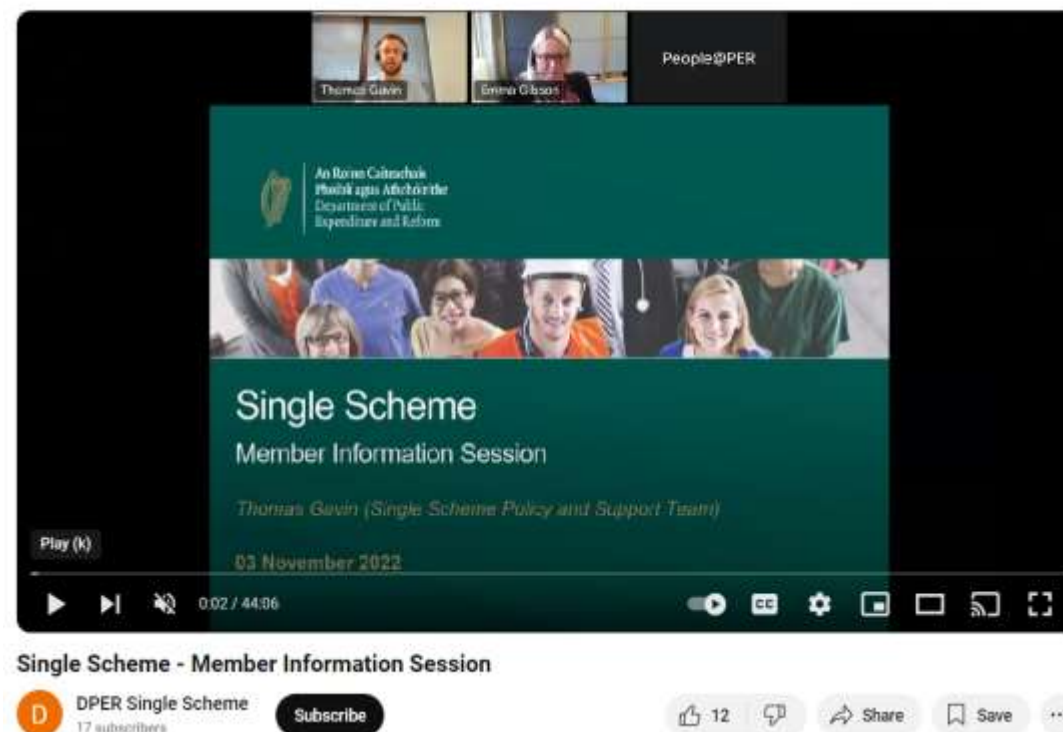 Thomas Gavin
Emma Gibson
People@PER
An Roinn Caiteachais
Phoiblí agus Athchóirithe
Department of Public
Expenditure and Reform
Single Scheme
Member Information Session
Thomas Gavin (Single Scheme Policy and Support Team)
03 November 2022
Play (k)
0:02 / 44:06
CC
Single Scheme - Member Information Session
D
DPER Single Scheme
17 subscribers
Subscribe
12
Share
Save